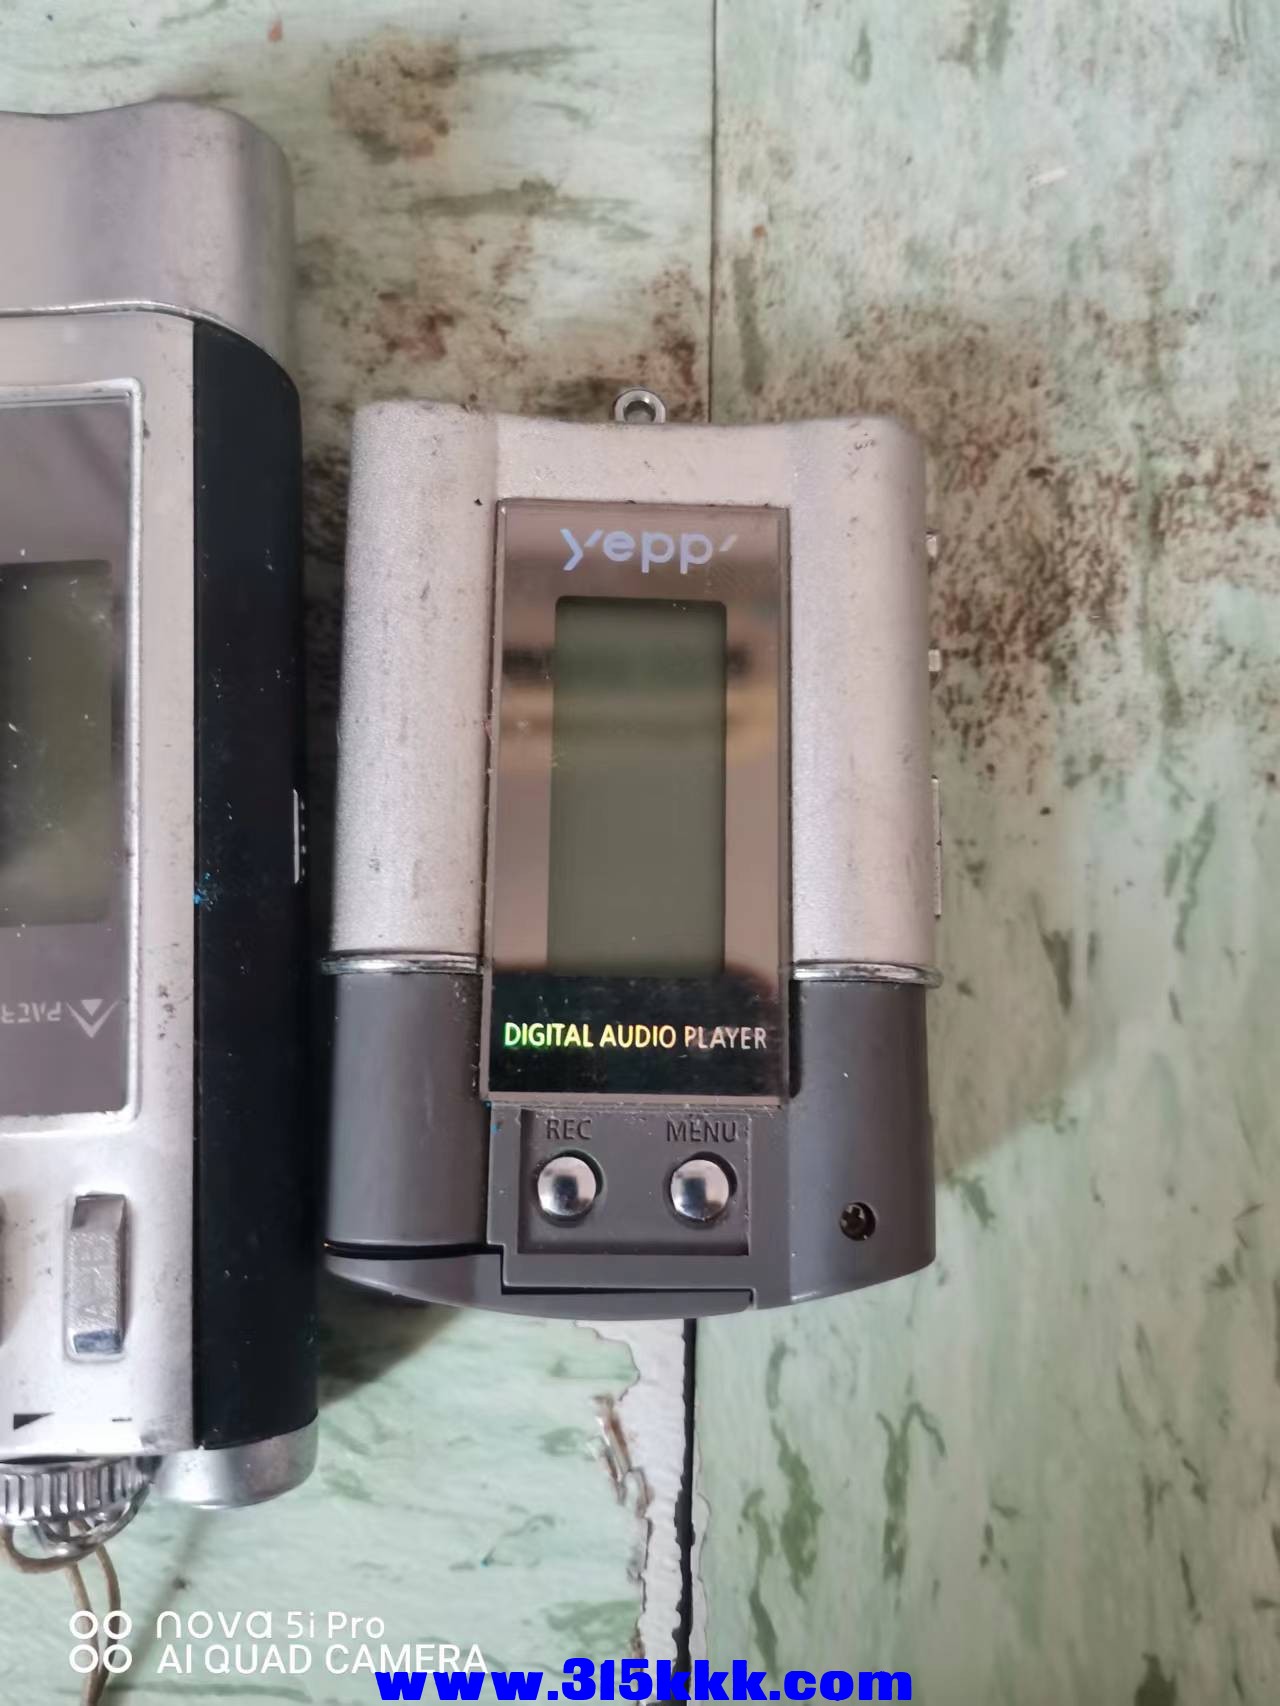 yepp'
DIGITAL AUDIO PLAYER
REC MENU
nova 5i Pro
AI QUAD CAMERA
www.315kkk.com